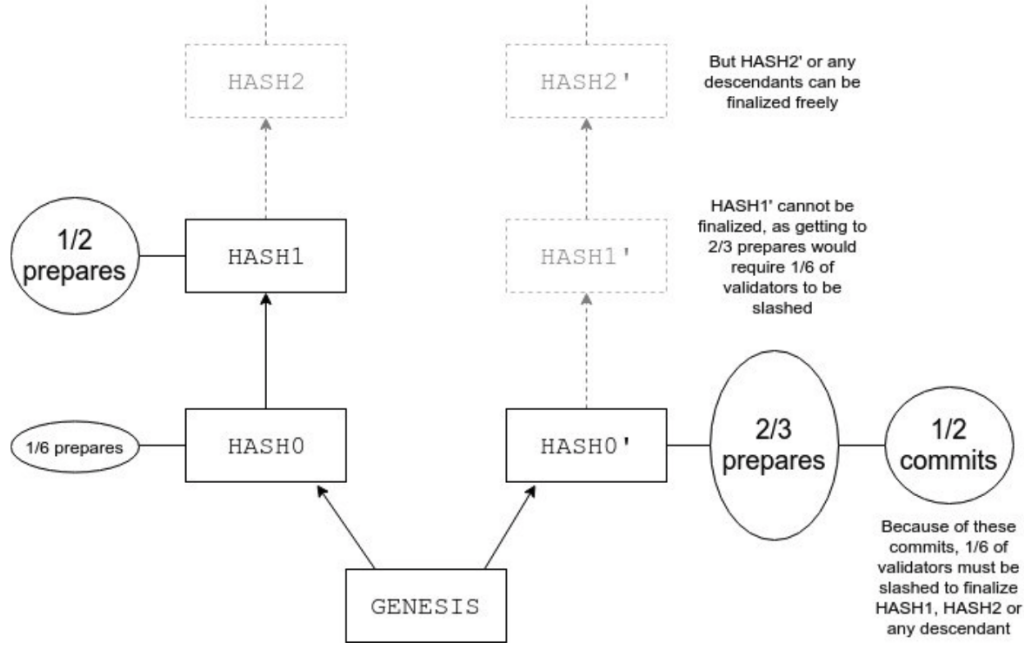 HASH2
HASH2'
But HASH2' or any
descendants can be
finalized freely
1/2
prepares
HASH1
HASH1'
HASH1' cannot be
finalized, as getting to
2/3 prepares would
require 1/6 of
validators to be
slashed
1/6 prepares
HASH0
HASH0'
2/3
prepares
1/2
commits
Because of these
commits, 1/6 of
validators must be
slashed to finalize
HASH1, HASH2 or
any descendant
GENESIS